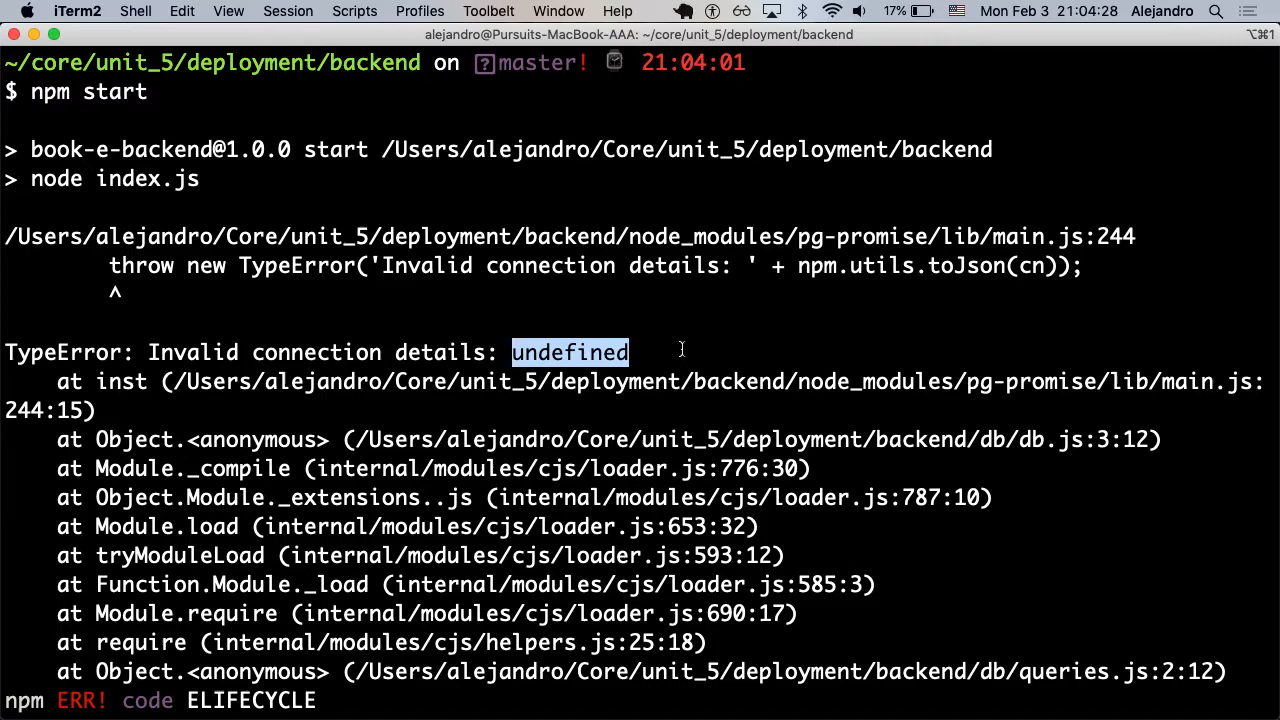 iTerm2 Shell Edit View Session Scripts Profiles Toolbelt Window Help 17% Mon Feb 3 21:04:28 Alejandro
alejandro@Pursuits-MacBook-AAA: ~/core/unit_5/deployment/backend ⌥⌘1
~/core/unit_5/deployment/backend on master! 21:04:01
$ npm start
> book-e-backend@1.0.0 start /Users/alejandro/Core/unit_5/deployment/backend
> node index.js
/Users/alejandro/Core/unit_5/deployment/backend/node_modules/pg-promise/lib/main.js:244
throw new TypeError('Invalid connection details: ' + npm.utils.toJson(cn));
^
TypeError: Invalid connection details: undefined
at inst (/Users/alejandro/Core/unit_5/deployment/backend/node_modules/pg-promise/lib/main.js:
244:15)
at Object.<anonymous> (/Users/alejandro/Core/unit_5/deployment/backend/db/db.js:3:12)
at Module._compile (internal/modules/cjs/loader.js:776:30)
at Object.Module._extensions..js (internal/modules/cjs/loader.js:787:10)
at Module.load (internal/modules/cjs/loader.js:653:32)
at tryModuleLoad (internal/modules/cjs/loader.js:593:12)
at Function.Module._load (internal/modules/cjs/loader.js:585:3)
at Module.require (internal/modules/cjs/loader.js:690:17)
at require (internal/modules/cjs/helpers.js:25:18)
at Object.<anonymous> (/Users/alejandro/Core/unit_5/deployment/backend/db/queries.js:2:12)
npm ERR! code ELIFECYCLE